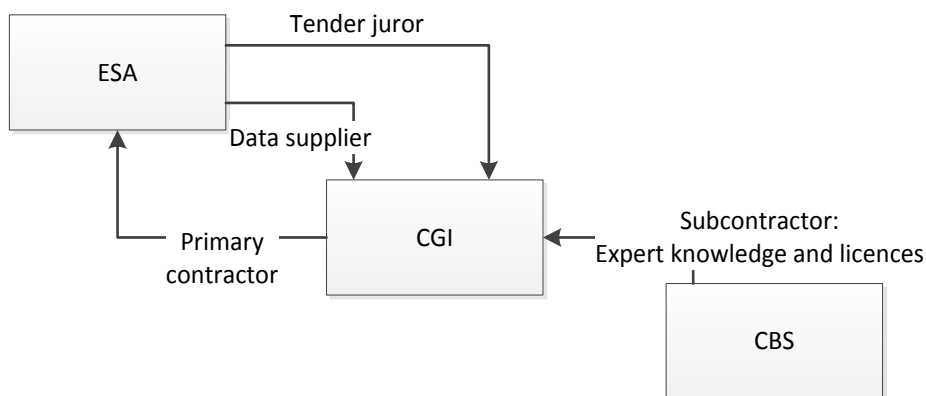 Tender juror
ESA
Data supplier
Primary
contractor
CGI
Subcontractor:
Expert knowledge and licences
CBS